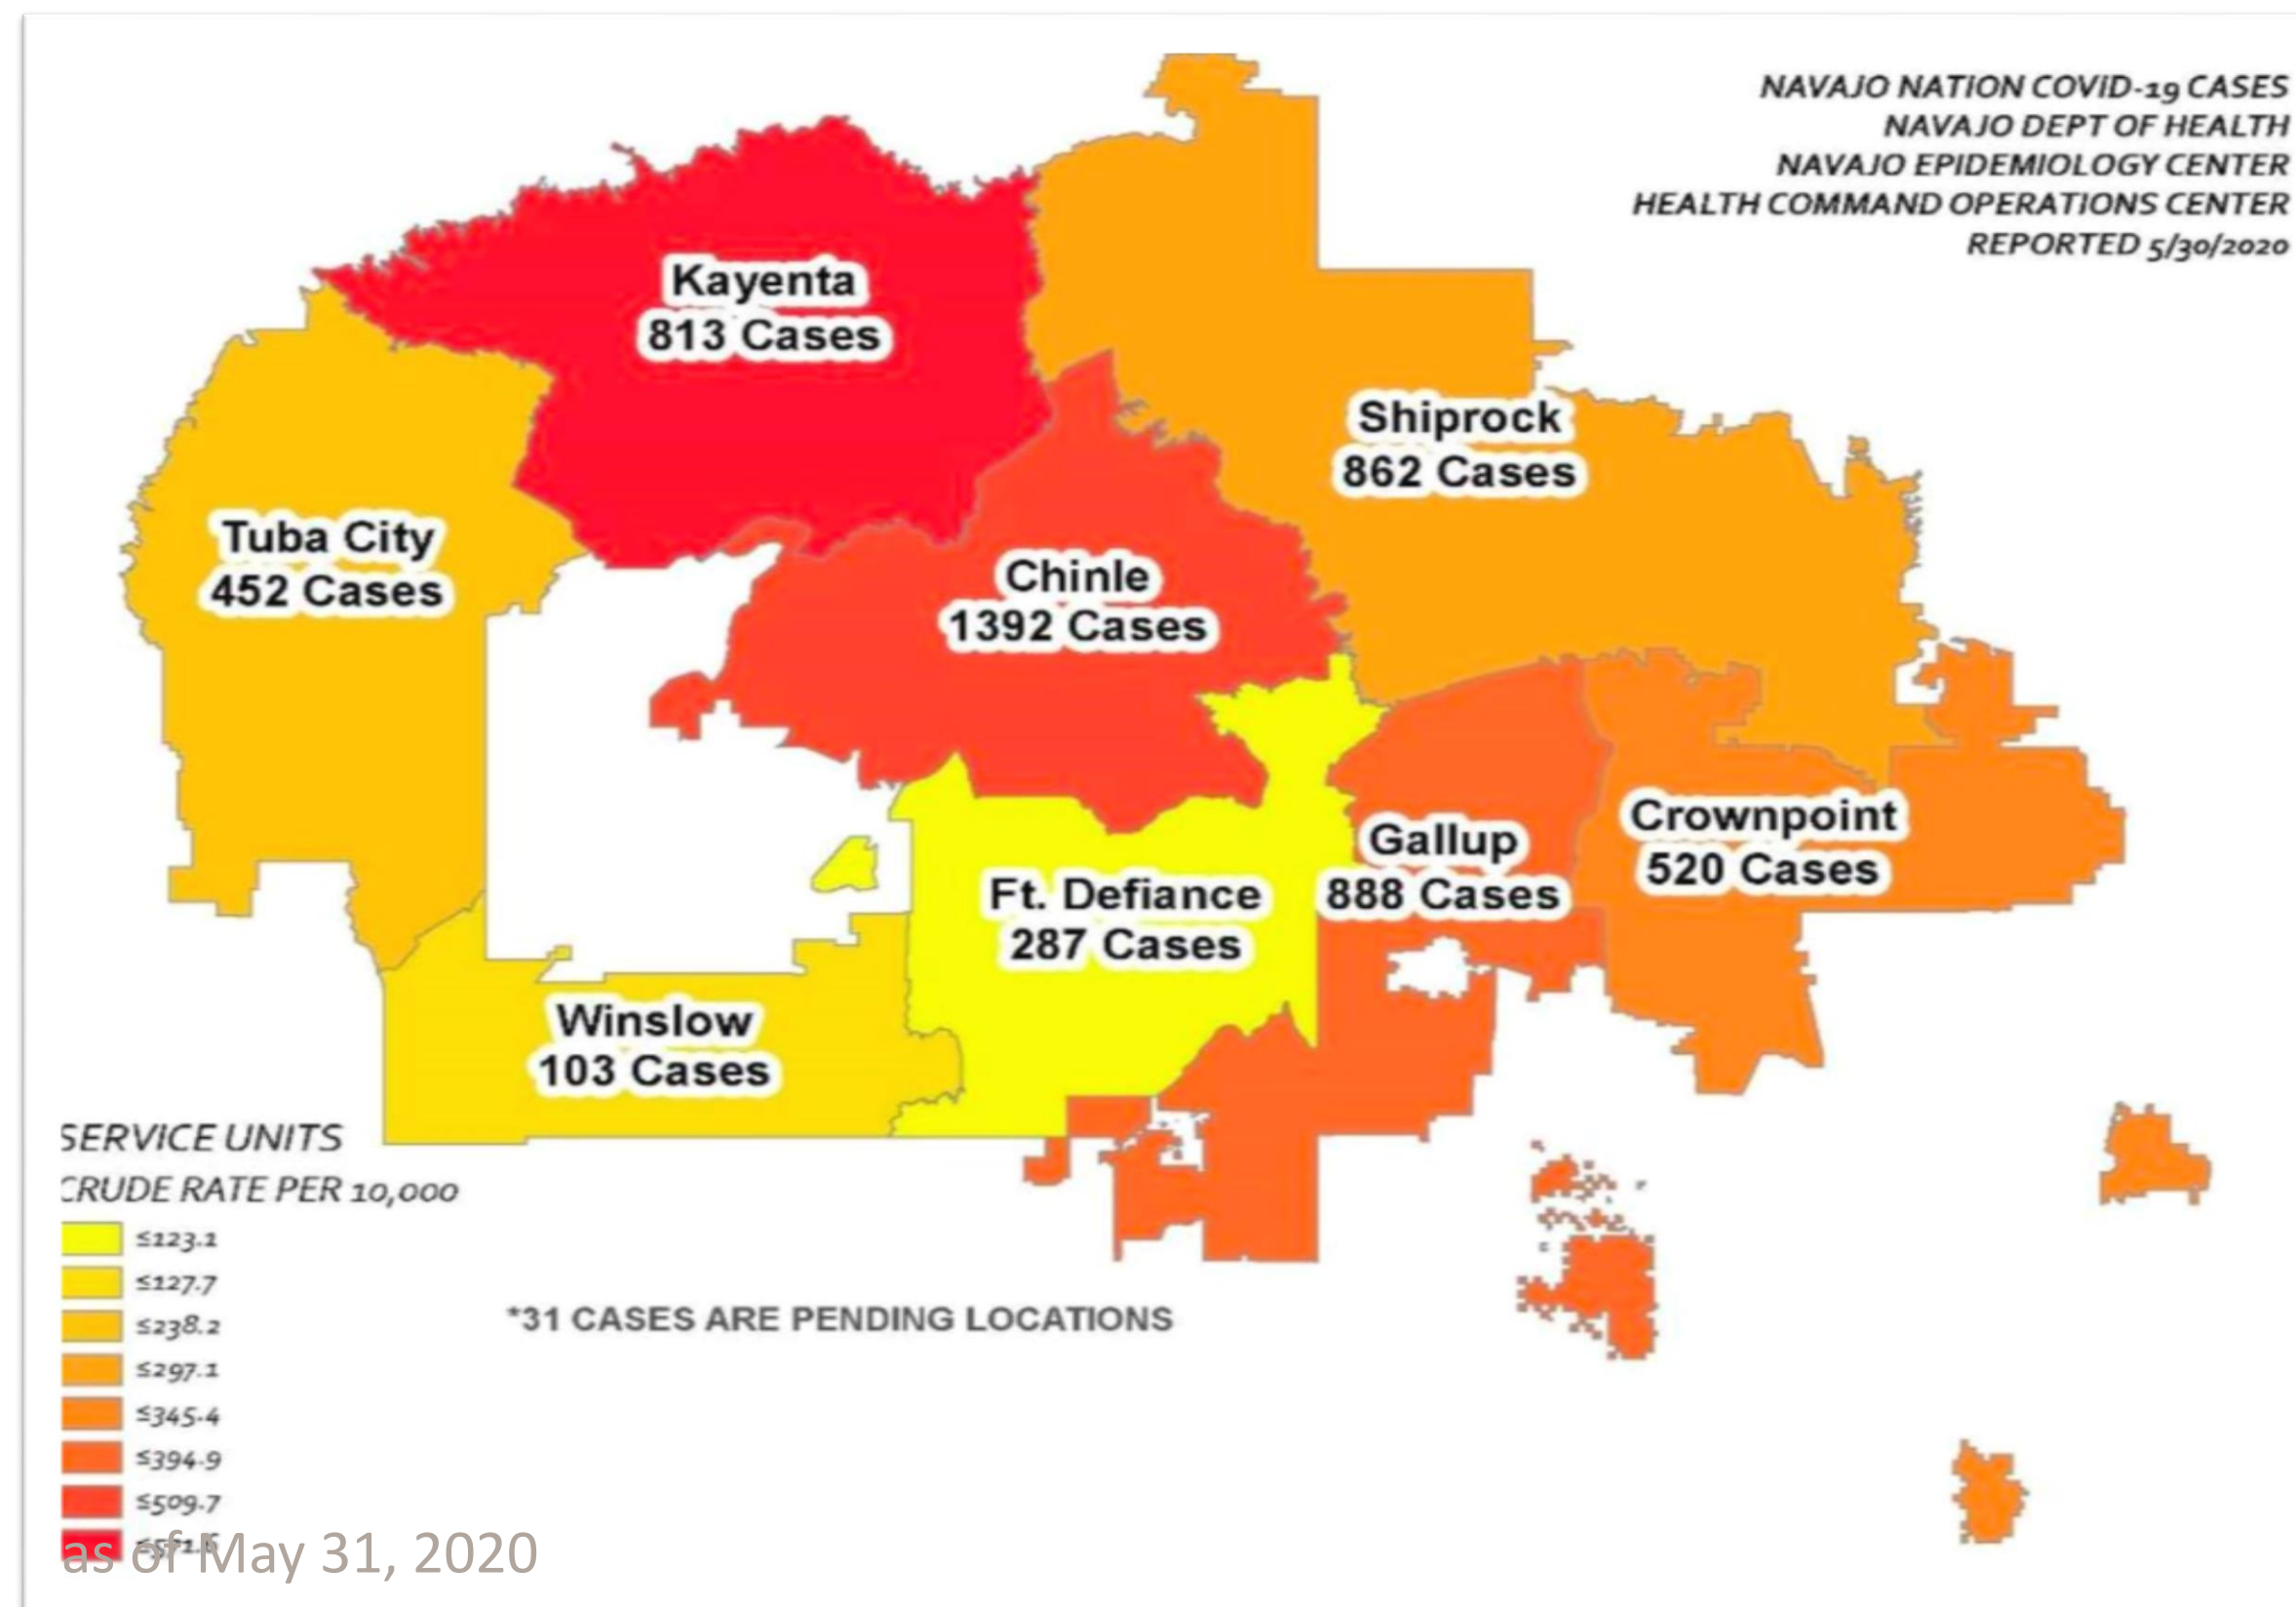 NAVAJO NATION COViD-19 CASES
NAVAJO DEPT OF HEALTH
NAVAJO EPIDEMIOLOGY CENTER
HEALTH COMMAND OPERATIONS CENTER
REPORTED 5/30/2020
Kayenta
813 Cases
Shiprock
862 Cases
Tuba City
452 Cases
Chinle
1392 Cases
Crownpoint
520 Cases
Gallup
888 Cases
Ft. Defiance
287 Cases
Winslow
103 Cases
SERVICE UNITS
CRUDE RATE PER 10,000
≤123.1
≤127.7
≤238.2
≤297.1
≤345.4
≤394.9
≤509.7
*31 CASES ARE PENDING LOCATIONS
as of May 31, 2020